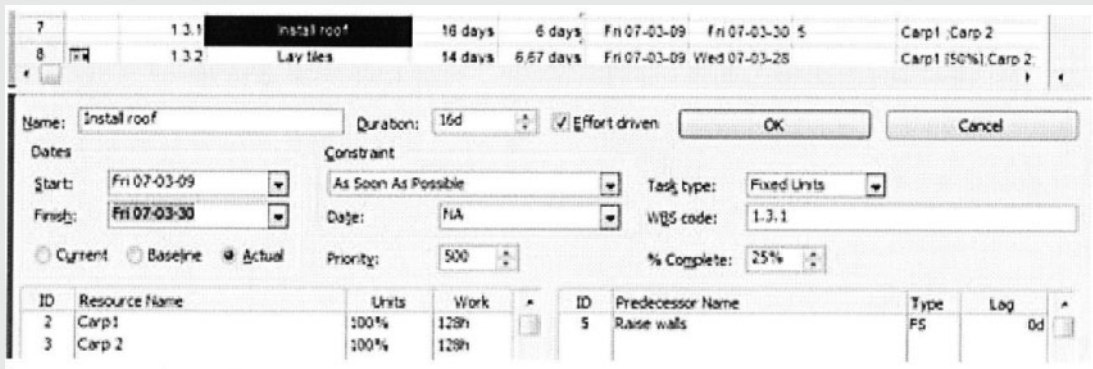 7 1.3.1 Install roof 16 days 6 days Fri 07-03-09 Fri 07-03-30 5 Carp1 ;Carp 2
8 1.3.2 Lay tiles 14 days 6,67 days Fri 07-03-09 Wed 07-03-28 Carp1 [50%];Carp 2;
Name: Install roof Duration: 16d Effort driven OK Cancel
Dates Constraint
Start: Fri 07-03-09 As Soon As Possible Task type: Fixed Units
Finish: Fri 07-03-30 Date: NA WBS code: 1.3.1
Current Baseline Actual Priority: 500 % Complete: 25%
ID Resource Name Units Work ID Predecessor Name Type Lag
2 Carp1 100% 128h 5 Raise walls FS 0d
3 Carp 2 100% 128h